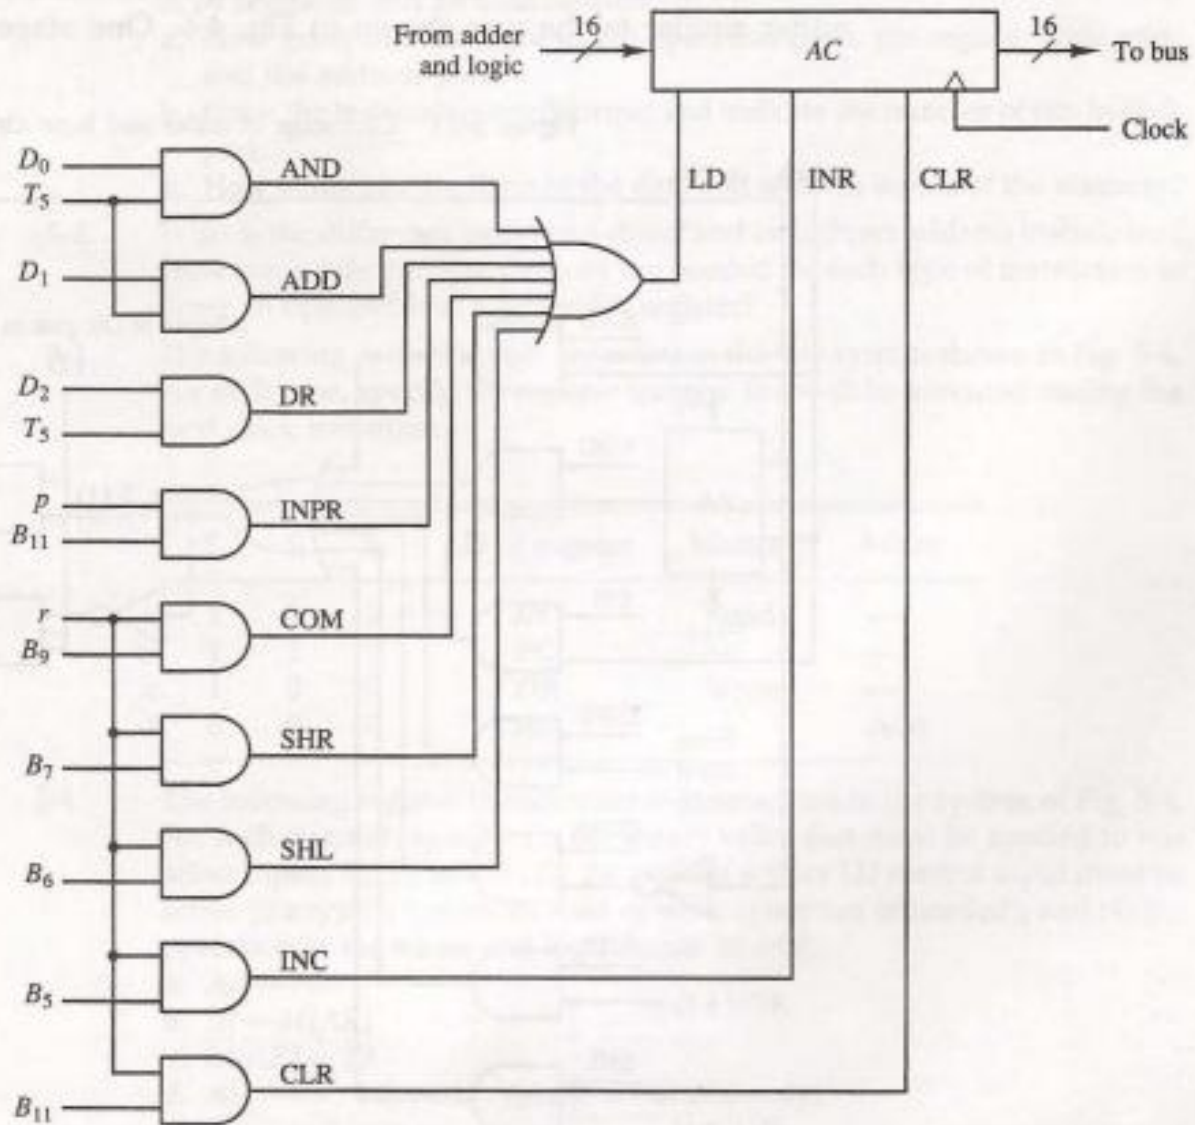 From adder
and logic
16
AC
16
To bus
Clock
LD
INR
CLR
D0
T5
AND
D1
ADD
D2
T5
DR
p
B11
INPR
r
B9
COM
B7
SHR
B6
SHL
B5
INC
B11
CLR